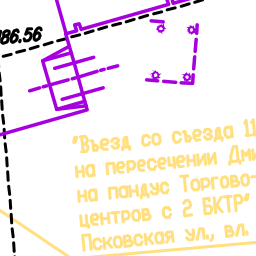 86.56
"Въезд со съезда 11
на пересечении Дми
на пандус Торгово-
центров с 2 БКТР"
Псковская ул., вл.